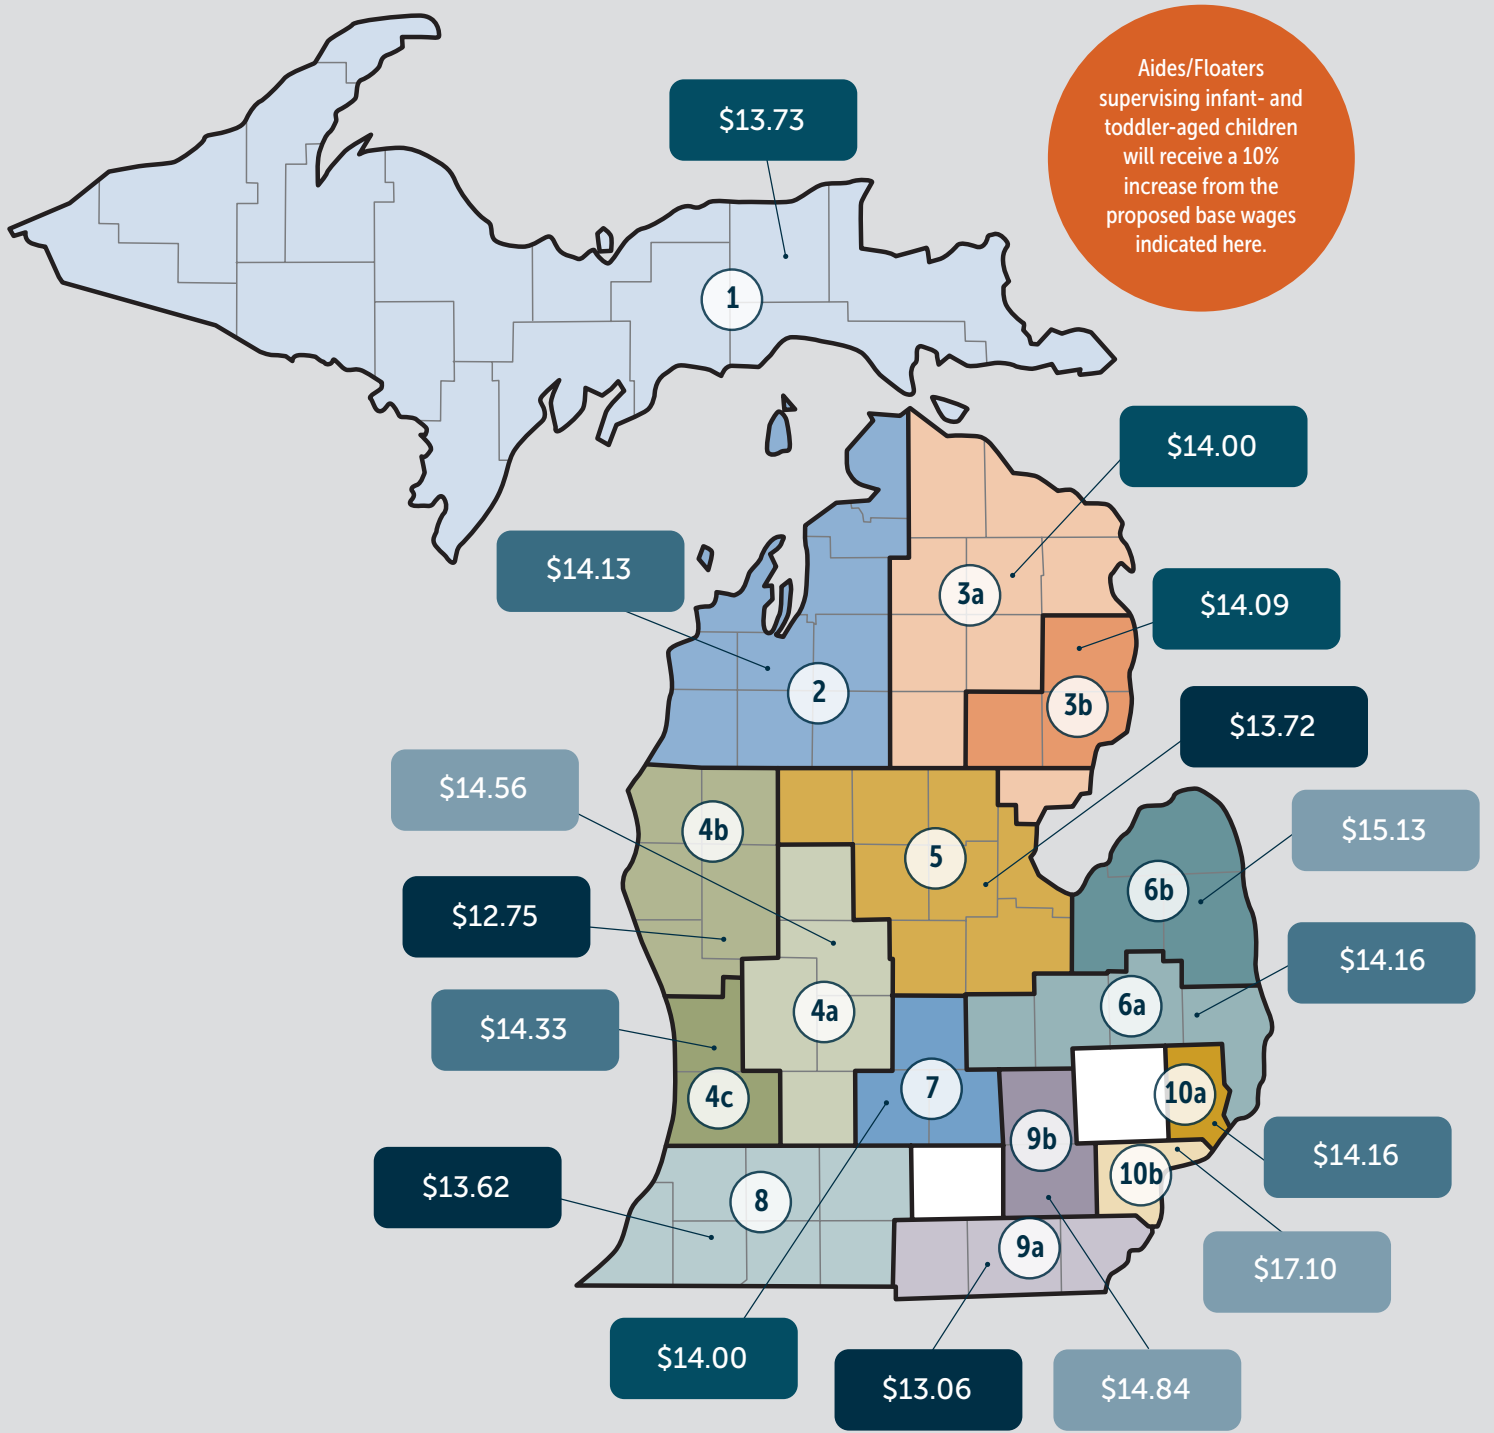 Aides/Floaters
supervising infant- and
toddler-aged children
will receive a 10%
increase from the
proposed base wages
indicated here.
$13.73
1
$14.00
$14.13
3a
$14.09
2
3b
$13.72
$14.56
4b
5
$15.13
6b
$12.75
$14.16
4a
6a
$14.33
4c
7
10a
9b
$14.16
10b
$13.62
8
9a
$17.10
$14.00
$13.06
$14.84